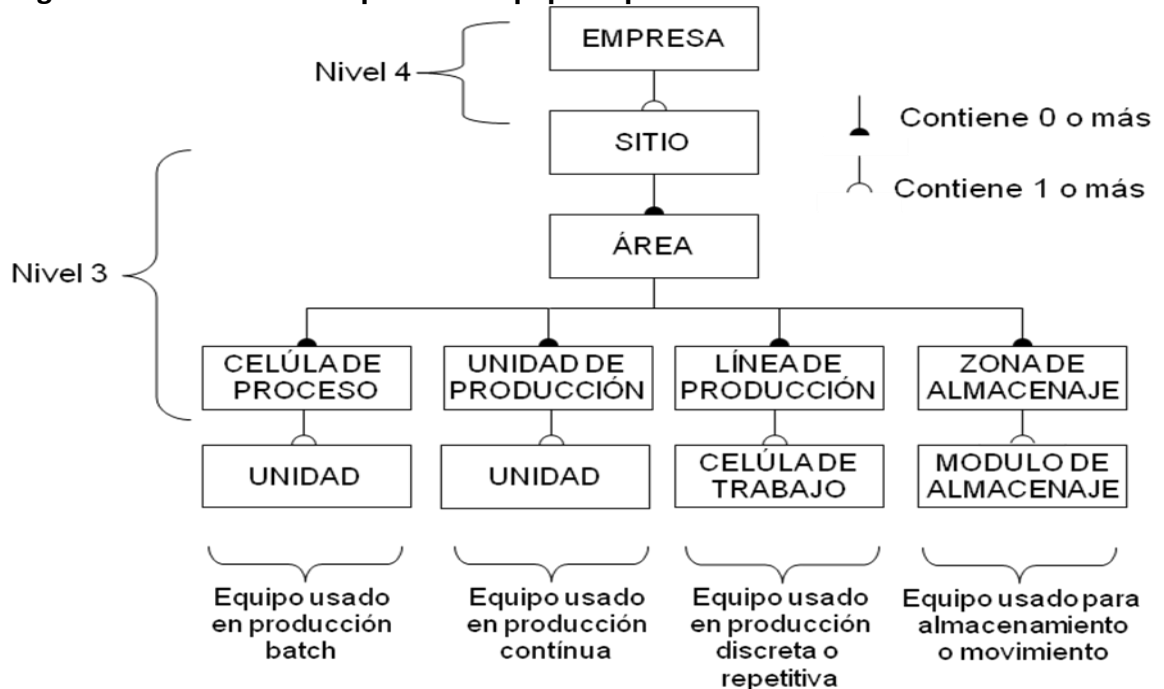 EMPRESA
Nivel 4
SITIO
Contiene 0 o más
Contiene 1 o más
ÁREA
Nivel 3
CELÚLA DE
PROCESO
UNIDAD DE
PRODUCCIÓN
LÍNEA DE
PRODUCCIÓN
ZONA DE
ALMACENAJE
UNIDAD
UNIDAD
CELÚLA DE
TRABAJO
MODULO DE
ALMACENAJE
Equipo usado
en producción
batch
Equipo usado
en producción
contínua
Equipo usado
en producción
discreta o
repetitiva
Equipo usado para
almacenamiento
o movimiento